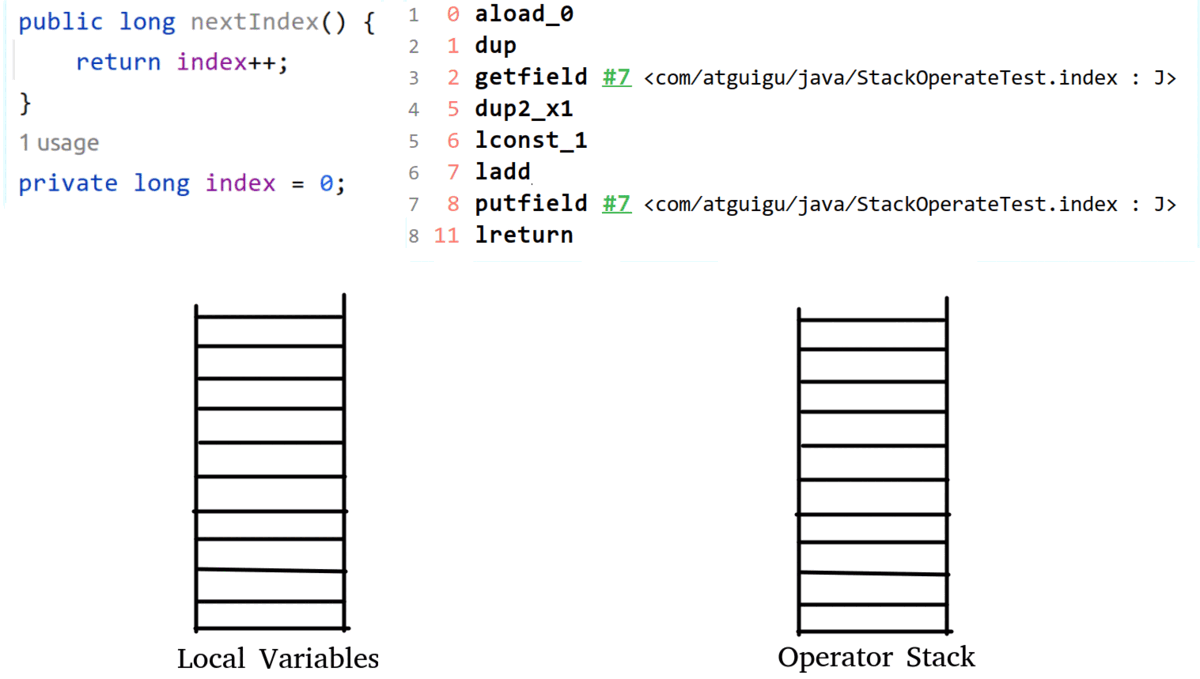 public long nextIndex() {
return index++;
}
1 usage
private long index = 0;
1 0 aload_0
2 1 dup
3 2 getfield #7 <com/atguigu/java/StackOperateTest.index : J>
4 5 dup2_x1
5 6 lconst_1
6 7 ladd
7 8 putfield #7 <com/atguigu/java/StackOperateTest.index : J>
8 11 lreturn
Local Variables
Operator Stack